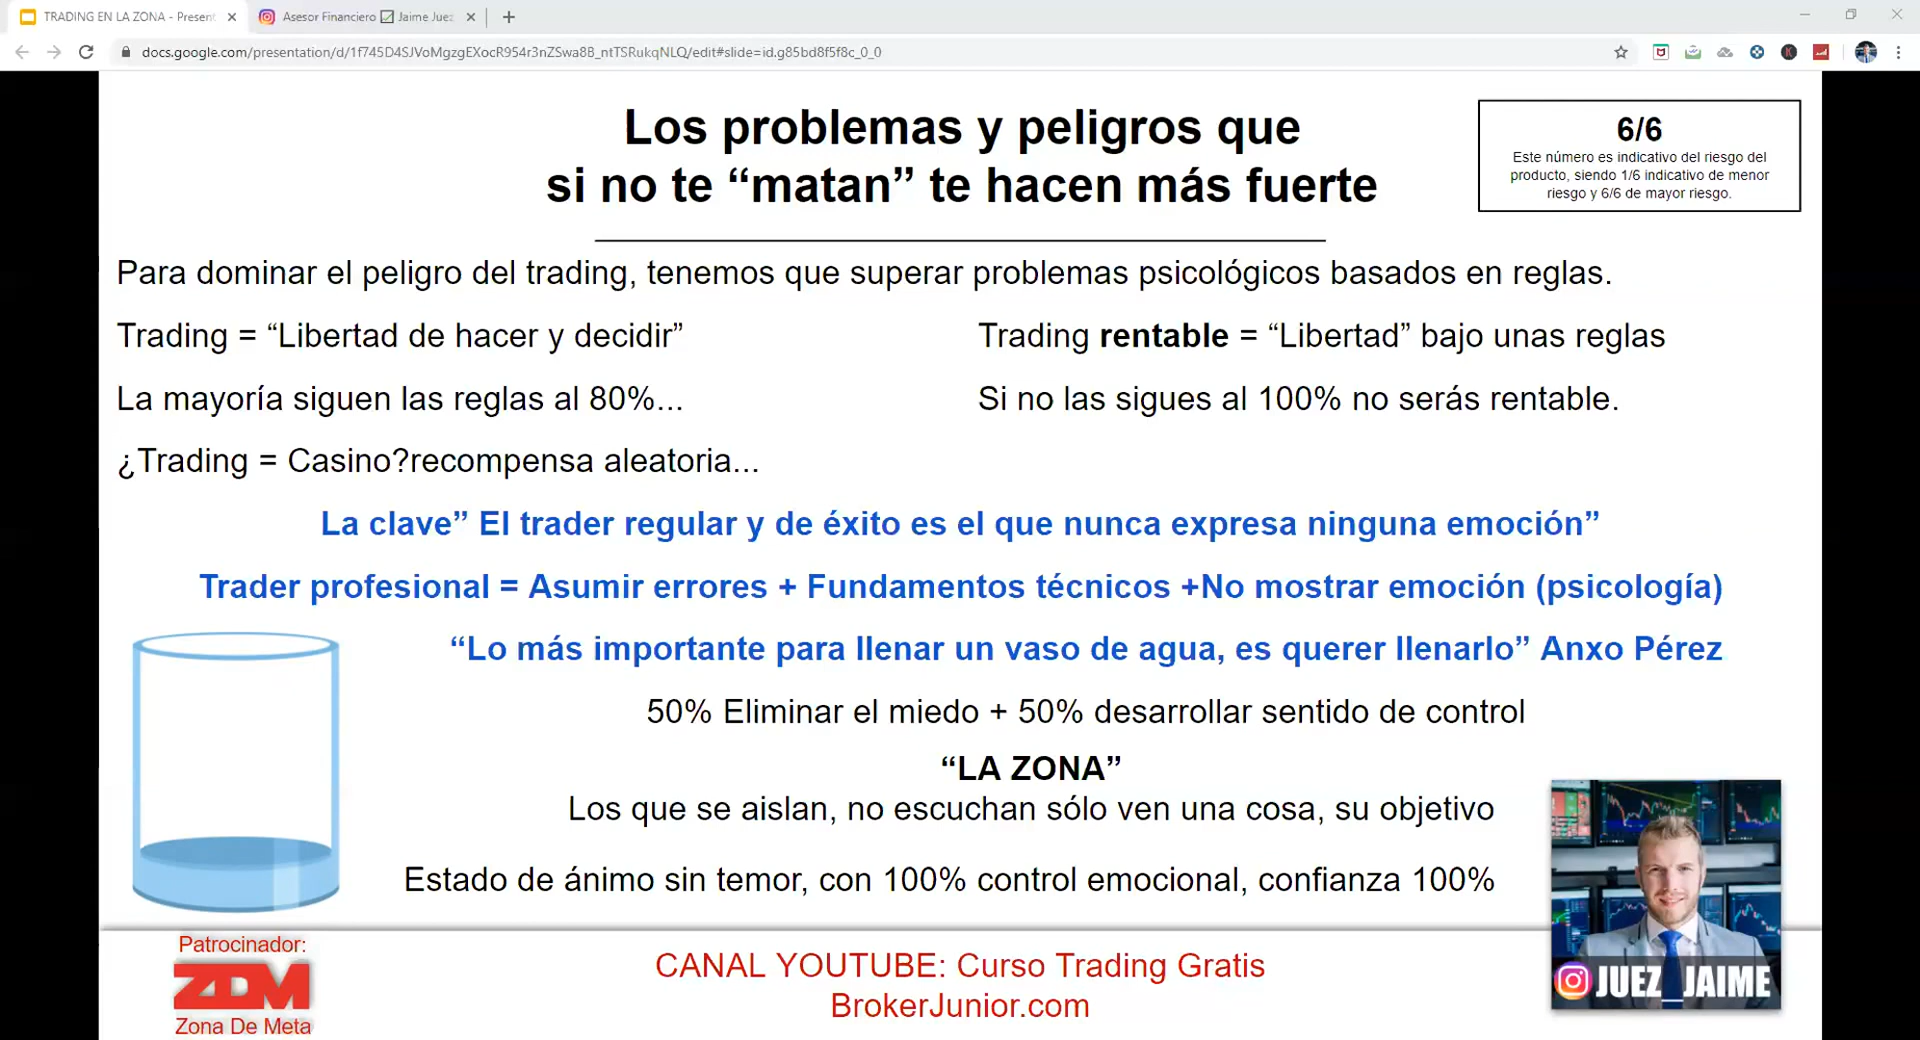 TRADING EN LA ZONA - Present
Asesor Financiero ✅ Jaime Juez
docs.google.com/presentation/d/1f745D4SJVoMgzgEXocR954r3nZSwa8B_ntTSRukqNLQ/edit#slide=id.g85bd8f5f8c_0_0
Los problemas y peligros que
si no te “matan” te hacen más fuerte
6/6
Este número es indicativo del riesgo del
producto, siendo 1/6 indicativo de menor
riesgo y 6/6 de mayor riesgo.
Para dominar el peligro del trading, tenemos que superar problemas psicológicos basados en reglas.
Trading = “Libertad de hacer y decidir”
Trading rentable = “Libertad” bajo unas reglas
La mayoría siguen las reglas al 80%...
Si no las sigues al 100% no serás rentable.
¿Trading = Casino?recompensa aleatoria...
La clave” El trader regular y de éxito es el que nunca expresa ninguna emoción”
Trader profesional = Asumir errores + Fundamentos técnicos +No mostrar emoción (psicología)
“Lo más importante para llenar un vaso de agua, es querer llenarlo” Anxo Pérez
50% Eliminar el miedo + 50% desarrollar sentido de control
“LA ZONA”
Los que se aislan, no escuchan sólo ven una cosa, su objetivo
Estado de ánimo sin temor, con 100% control emocional, confianza 100%
Patrocinador:
ZDM
Zona De Meta
CANAL YOUTUBE: Curso Trading Gratis
BrokerJunior.com
JUEZ_JAIME